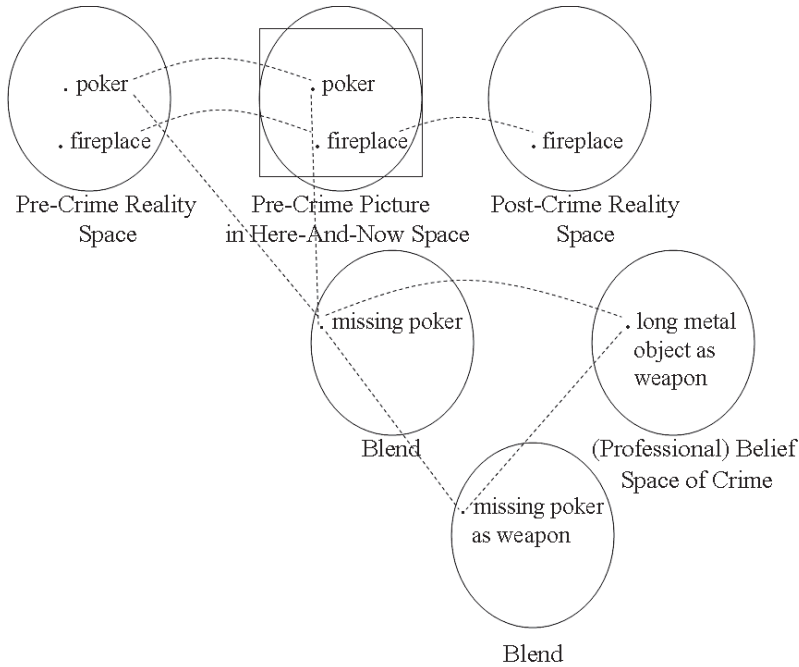 poker
fireplace
Pre-Crime Reality
Space
poker
fireplace
Pre-Crime Picture
in Here-And-Now Space
fireplace
Post-Crime Reality
Space
missing poker
Blend
long metal
object as
weapon
(Professional) Belief
Space of Crime
missing poker
as weapon
Blend